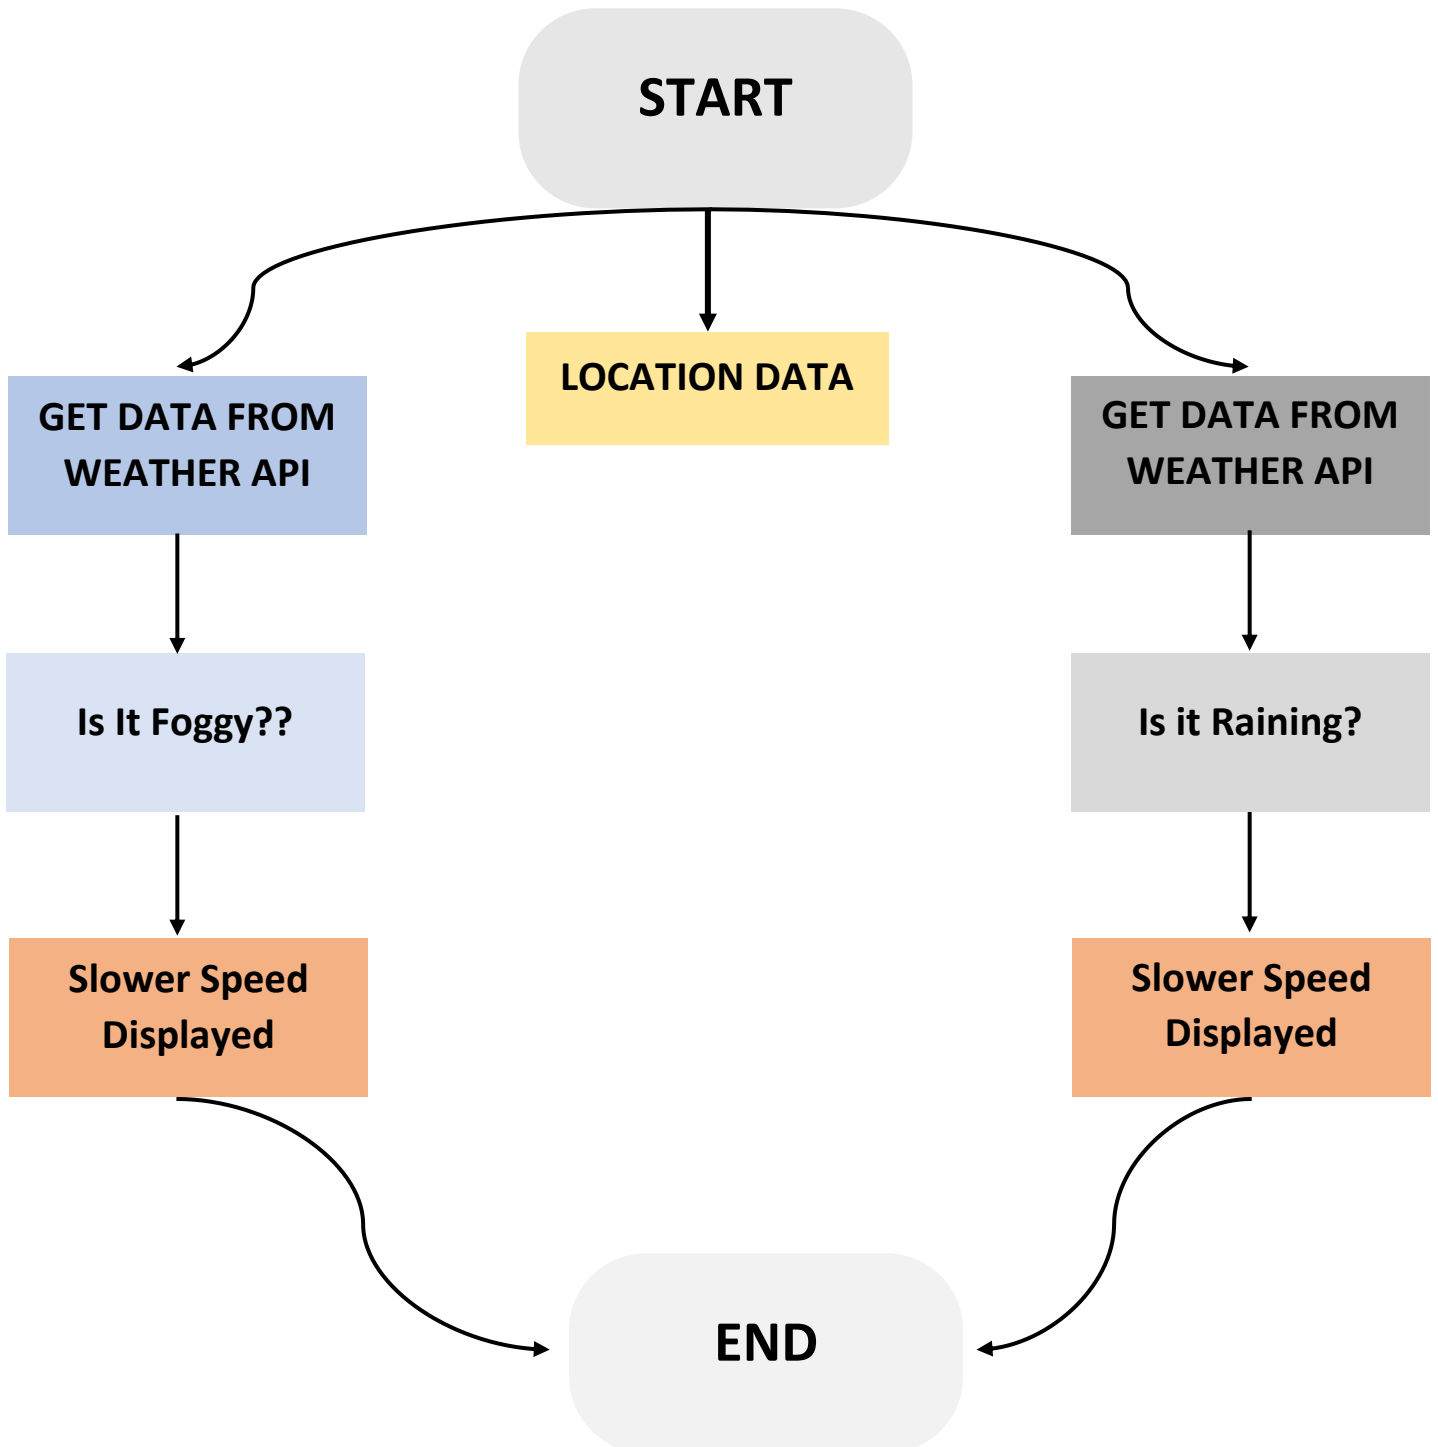 START
LOCATION DATA
GET DATA FROM
WEATHER API
GET DATA FROM
WEATHER API
Is It Foggy??
Is it Raining?
Slower Speed
Displayed
Slower Speed
Displayed
END